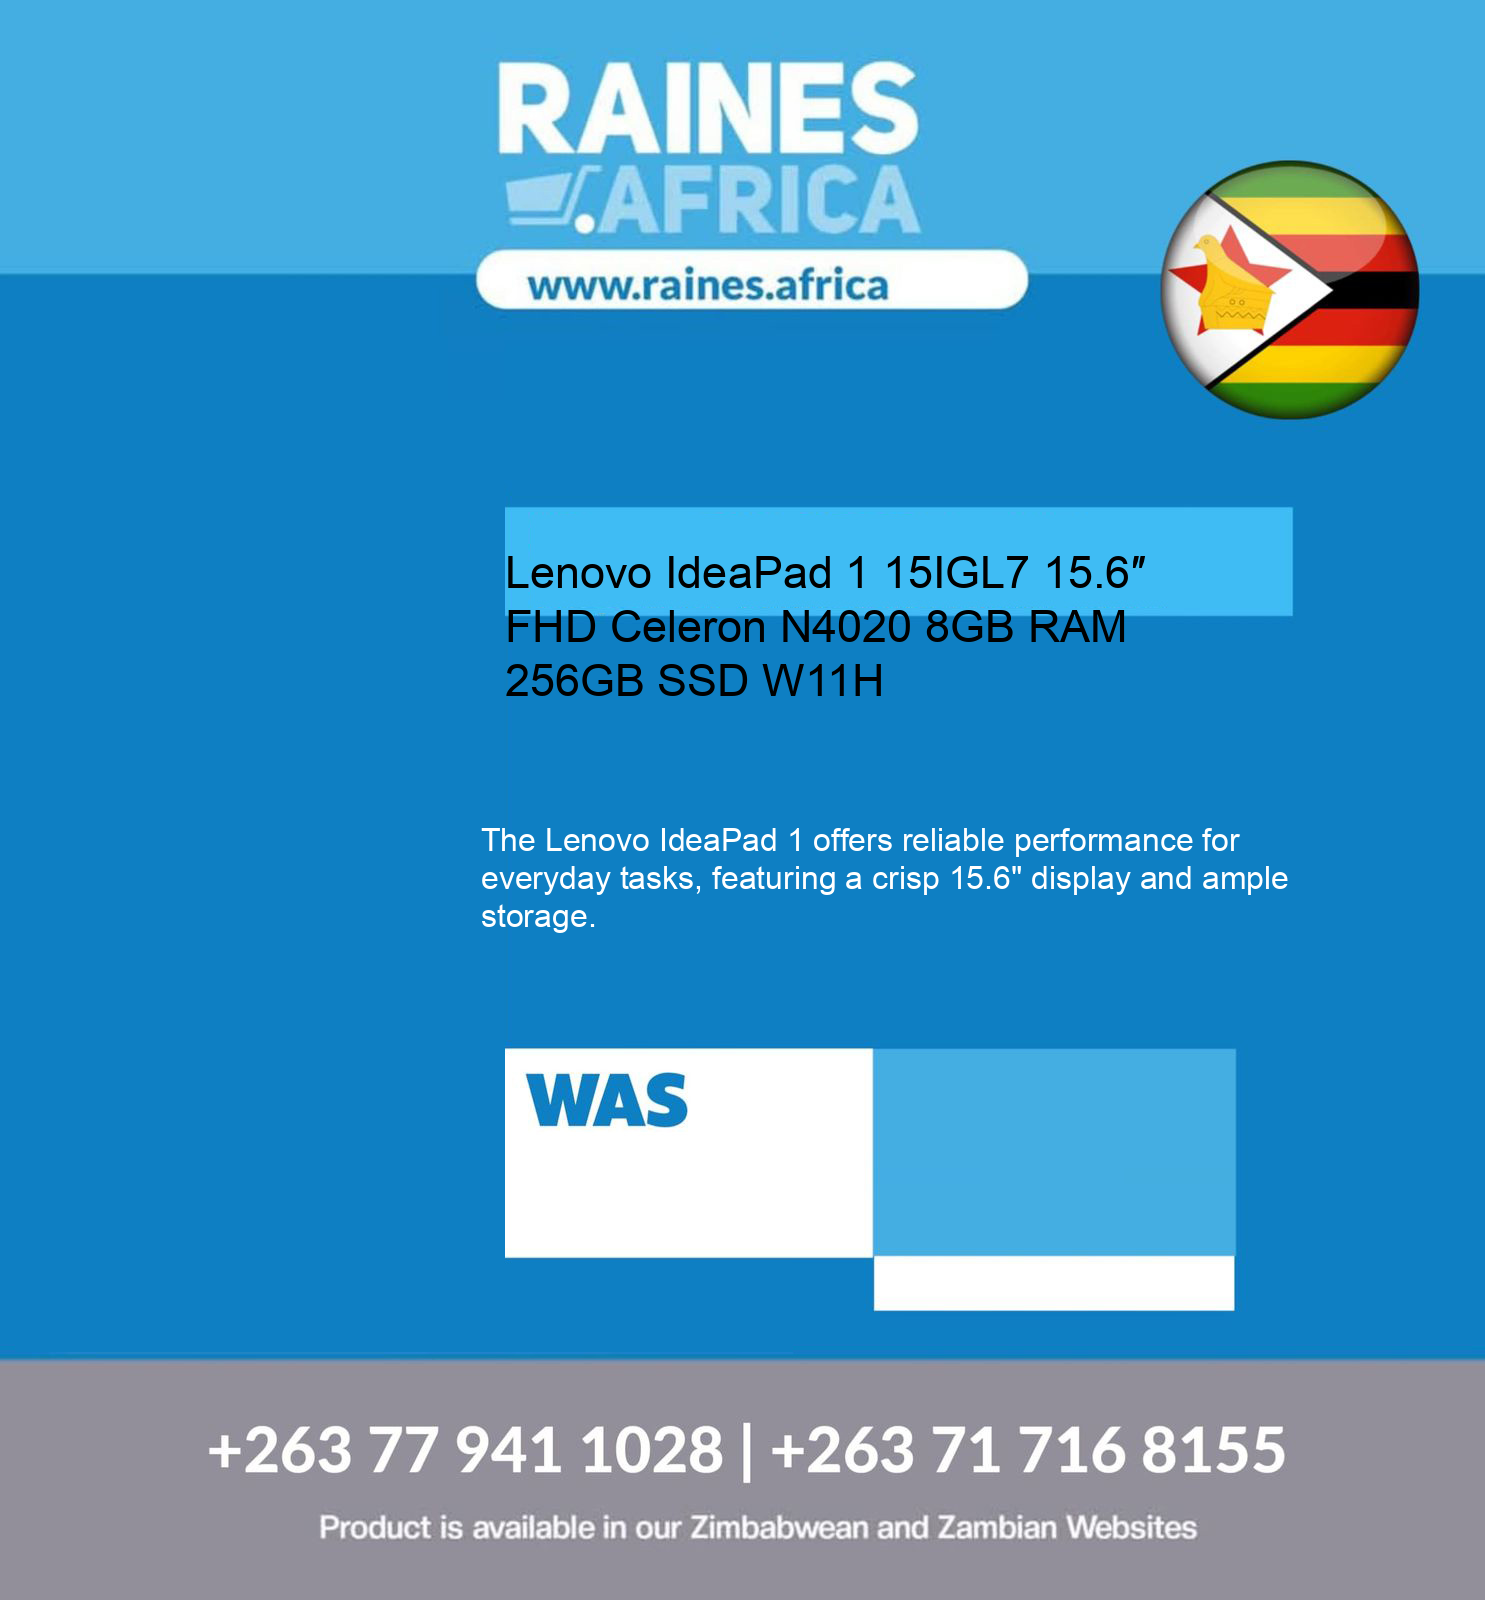 RAINES
.AFRICA
www.raines.africa
Lenovo IdeaPad 1 15IGL7 15.6″
FHD Celeron N4020 8GB RAM
256GB SSD W11H
The Lenovo IdeaPad 1 offers reliable performance for
everyday tasks, featuring a crisp 15.6" display and ample
storage.
WAS
+263 77 941 1028 | +263 71 716 8155
Product is available in our Zimbabwean and Zambian Websites